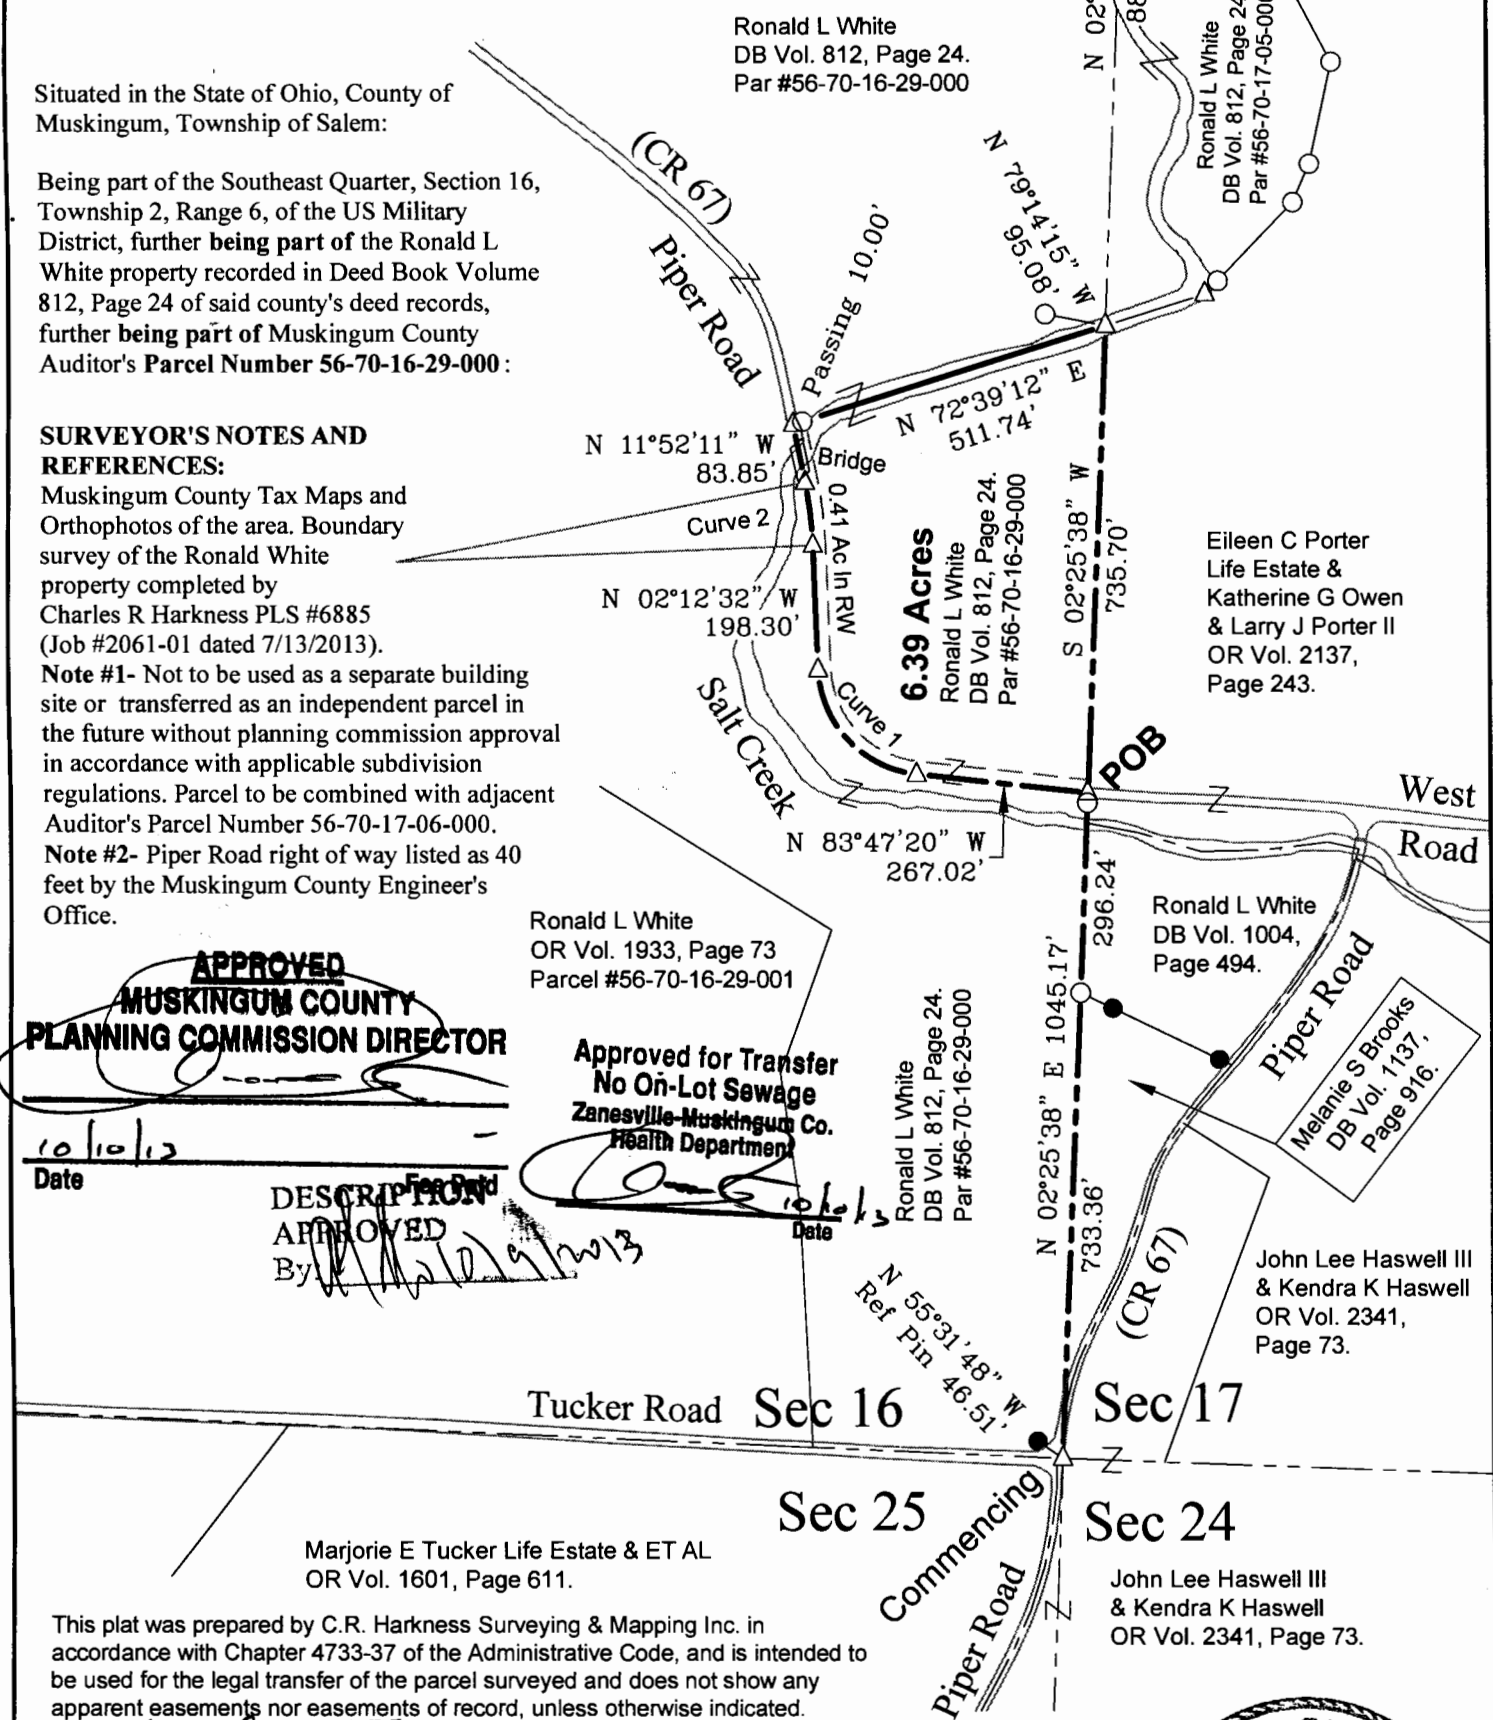 Ronald L White
DB Vol. 812, Page 24.
Par #56-70-16-29-000
N 02°
88
Ronald L White
DB Vol. 812, Page 24
Par #56-70-17-05-000
Situated in the State of Ohio, County of
Muskingum, Township of Salem:
Being part of the Southeast Quarter, Section 16,
Township 2, Range 6, of the US Military
District, further being part of the Ronald L
White property recorded in Deed Book Volume
812, Page 24 of said county's deed records,
further being part of Muskingum County
Auditor's Parcel Number 56-70-16-29-000 :
(CR 67)
Piper Road
Passing 10.00'
N 79°14'15" W
95.08'
N 72°39'12" E
511.74'
N 11°52'11" W
83.85'
Bridge
Curve 2
0.41 Ac In RW
N 02°12'32" W
198.30'
6.39 Acres
Ronald L White
DB Vol. 812, Page 24.
Par #56-70-16-29-000
S 02°25'38" W
735.70'
Eileen C Porter
Life Estate &
Katherine G Owen
& Larry J Porter II
OR Vol. 2137,
Page 243.
SURVEYOR'S NOTES AND
REFERENCES:
Muskingum County Tax Maps and
Orthophotos of the area. Boundary
survey of the Ronald White
property completed by
Charles R Harkness PLS #6885
(Job #2061-01 dated 7/13/2013).
Note #1- Not to be used as a separate building
site or transferred as an independent parcel in
the future without planning commission approval
in accordance with applicable subdivision
regulations. Parcel to be combined with adjacent
Auditor's Parcel Number 56-70-17-06-000.
Note #2- Piper Road right of way listed as 40
feet by the Muskingum County Engineer's
Office.
Salt Creek
Curve 1
POB
West
Road
N 83°47'20" W
267.02'
296.24'
Ronald L White
DB Vol. 1004,
Page 494.
Ronald L White
OR Vol. 1933, Page 73
Parcel #56-70-16-29-001
Ronald L White
DB Vol. 812, Page 24.
Par #56-70-16-29-000
N 02°25'38" E 1045.17'
733.36'
Piper Road
Melanie S Brooks
DB Vol. 1137,
Page 916.
APPROVED
MUSKINGUM COUNTY
PLANNING COMMISSION DIRECTOR
10/10/13
Date
Fee Paid
Approved for Transfer
No On-Lot Sewage
Zanesville-Muskingum Co.
Health Department
10/10/13
Date
DESCRIPTION
APPROVED
By:
10/9/2013
(CR 67)
John Lee Haswell III
& Kendra K Haswell
OR Vol. 2341,
Page 73.
N 55°31'48" W
Ref Pin 46.51'
Tucker Road
Sec 16
Sec 17
Sec 25
Sec 24
Commencing
Piper Road
Marjorie E Tucker Life Estate & ET AL
OR Vol. 1601, Page 611.
John Lee Haswell III
& Kendra K Haswell
OR Vol. 2341, Page 73.
This plat was prepared by C.R. Harkness Surveying & Mapping Inc. in
accordance with Chapter 4733-37 of the Administrative Code, and is intended to
be used for the legal transfer of the parcel surveyed and does not show any
apparent easements nor easements of record, unless otherwise indicated.